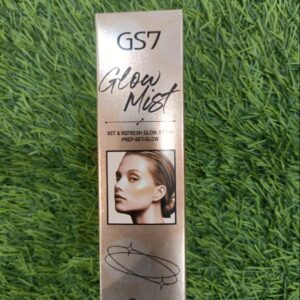 GS7
Glow
Mist
SET & REFRESH GLOW SPRAY
PREP-SET-GLOW